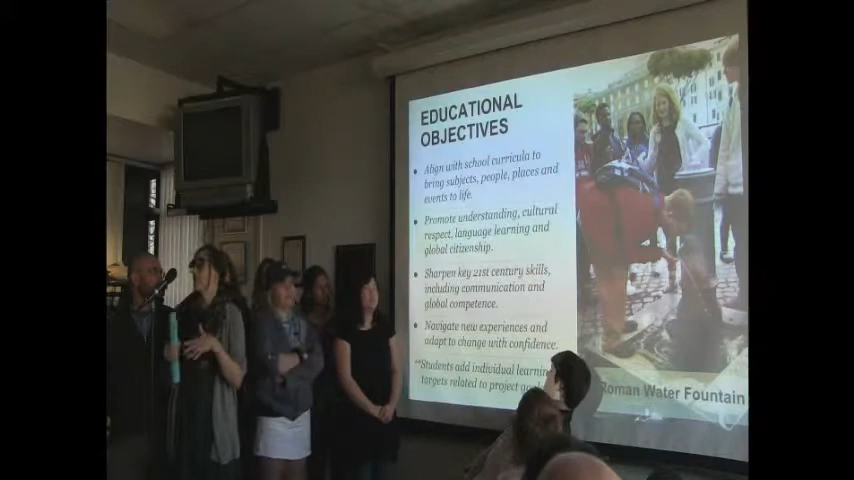 EDUCATIONAL
OBJECTIVES
• Align with school curricula to
bring subjects, people, places and
events to life.
• Promote understanding, cultural
respect, language learning and
global citizenship.
• Sharpen key 21st century skills,
including communication and
global competence.
• Navigate new experiences and
adapt to change with confidence.
**Students add individual learning
targets related to project
Roman Water Fountain